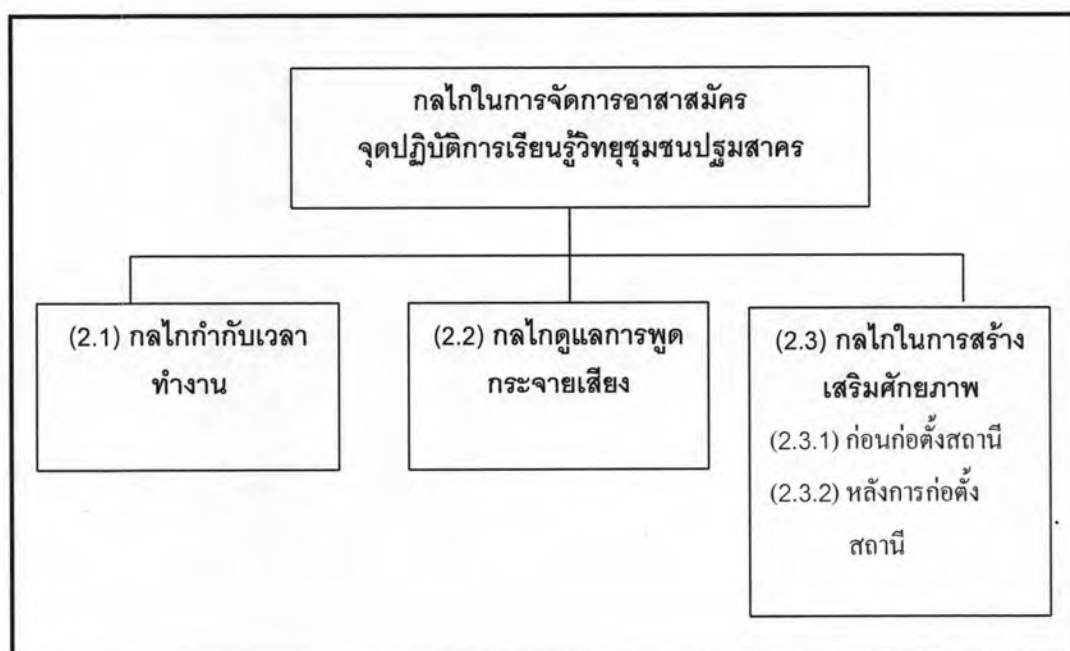 กลไกในการจัดการอาสาสมัคร
จุดปฏิบัติการเรียนรู้วิทยุชุมชนปฐมสาคร
(2.1) กลไกกำกับเวลา
ทำงาน
(2.2) กลไกดูแลการพูด
กระจายเสียง
(2.3) กลไกในการสร้าง
เสริมศักยภาพ
(2.3.1) ก่อนก่อตั้งสถานี
(2.3.2) หลังการก่อตั้ง
สถานี